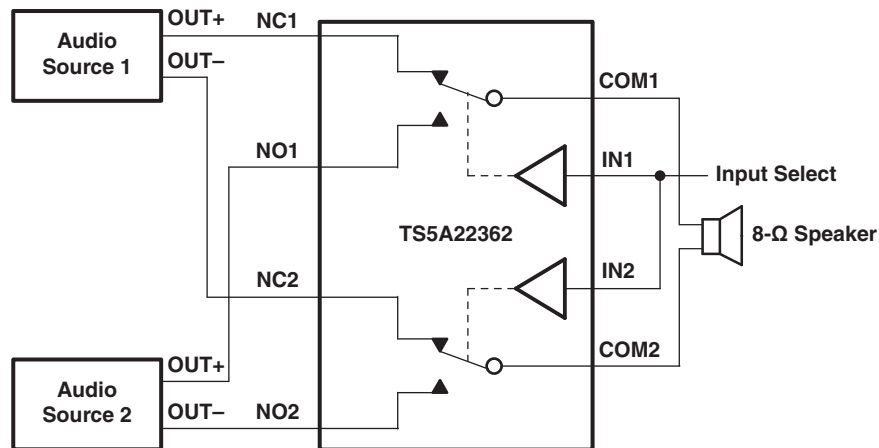 Audio
Source 1
OUT+
OUT–
NC1
NO1
COM1
IN1
Input Select
TS5A22362
8-Ω Speaker
IN2
NC2
COM2
Audio
Source 2
OUT+
OUT–
NO2